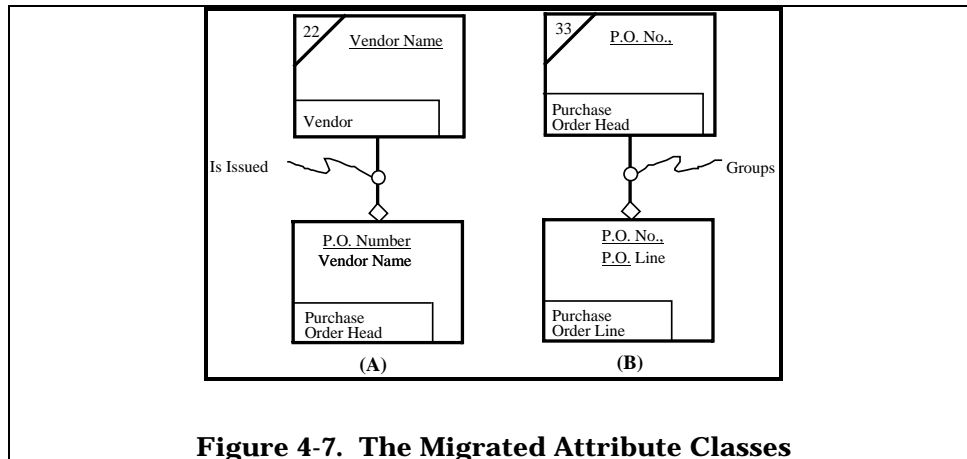 22
Vendor Name
Vendor
Is Issued
P.O. Number
Vendor Name
Purchase
Order Head
(A)
33
P.O. No.,
Purchase
Order Head
Groups
P.O. No.,
P.O. Line
Purchase
Order Line
(B)
Figure 4-7. The Migrated Attribute Classes